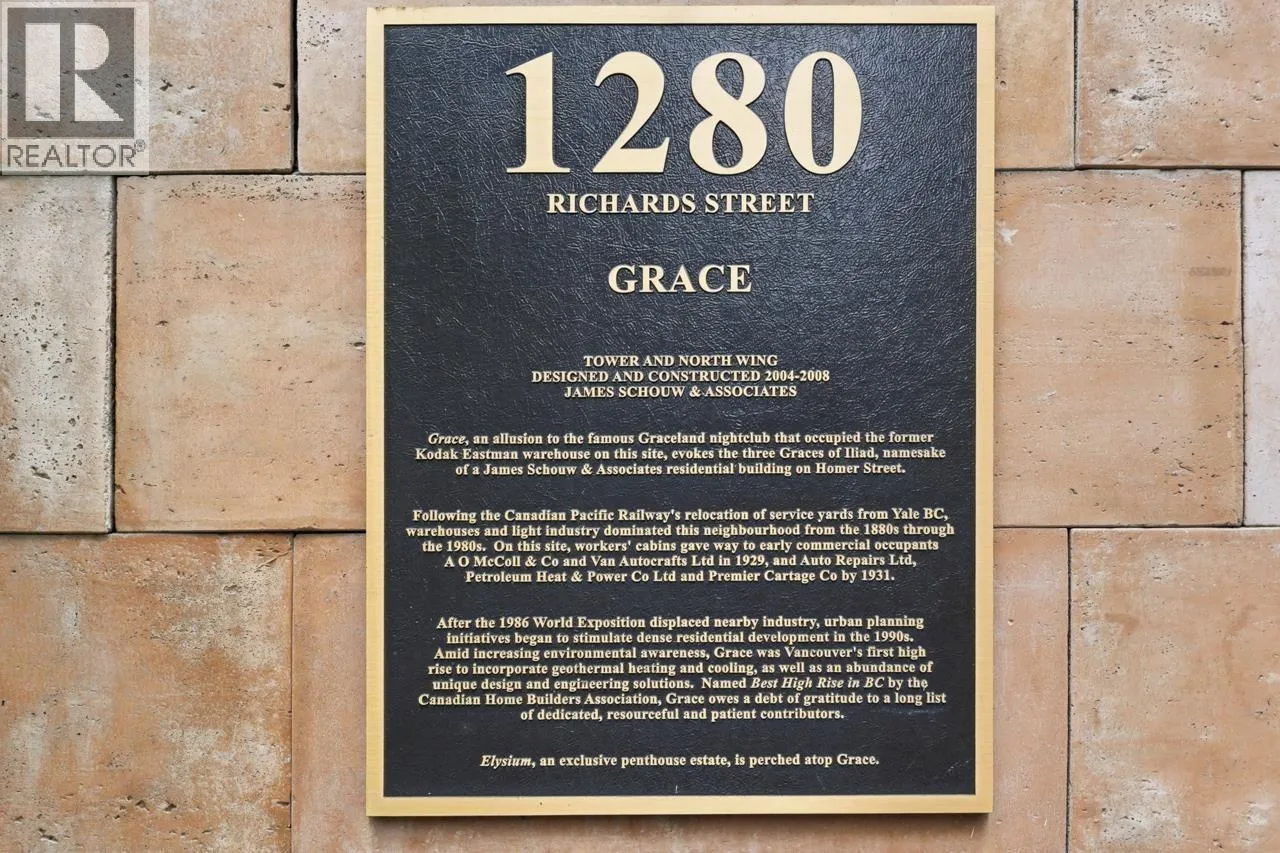 R
REALTOR®
1280
RICHARDS STREET
GRACE
TOWER AND NORTH WING
DESIGNED AND CONSTRUCTED 2004-2008
JAMES SCHOUW & ASSOCIATES
Grace, an allusion to the famous Graceland nightclub that occupied the former
Kodak Eastman warehouse on this site, evokes the three Graces of Iliad, namesake
of a James Schouw & Associates residential building on Homer Street.
Following the Canadian Pacific Railway's relocation of service yards from Yale BC,
warehouses and light industry dominated this neighbourhood from the 1880s through
the 1980s. On this site, workers' cabins gave way to early commercial occupants
A O McColl & Co and Van Autocrafts Ltd in 1929, and Auto Repairs Ltd,
Petroleum Heat & Power Co Ltd and Premier Cartage Co by 1931.
After the 1986 World Exposition displaced nearby industry, urban planning
initiatives began to stimulate dense residential development in the 1990s.
Amid increasing environmental awareness, Grace was Vancouver's first high
rise to incorporate geothermal heating and cooling, as well as an abundance of
unique design and engineering solutions. Named Best High Rise in BC by the
Canadian Home Builders Association, Grace owes a debt of gratitude to a long list
of dedicated, resourceful and patient contributors.
Elysium, an exclusive penthouse estate, is perched atop Grace.